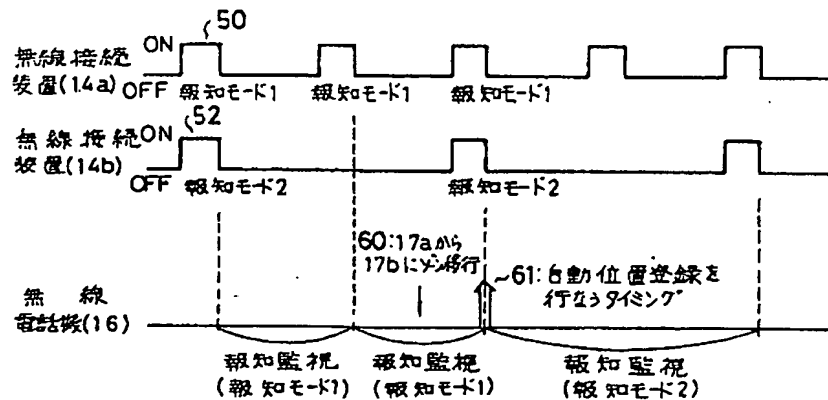 50
無線接続 ON
装置(14a) OFF 報知モード1 報知モード1 報知モード1
52
無線接続 ON
装置(14b) OFF 報知モード2 報知モード2
60:17aから
17bにゾーン移行
~61:自動位置登録を
行なうタイミング
無線
電話機(16)
報知監視 報知監視 報知監視
(報知モード1) (報知モード1) (報知モード2)